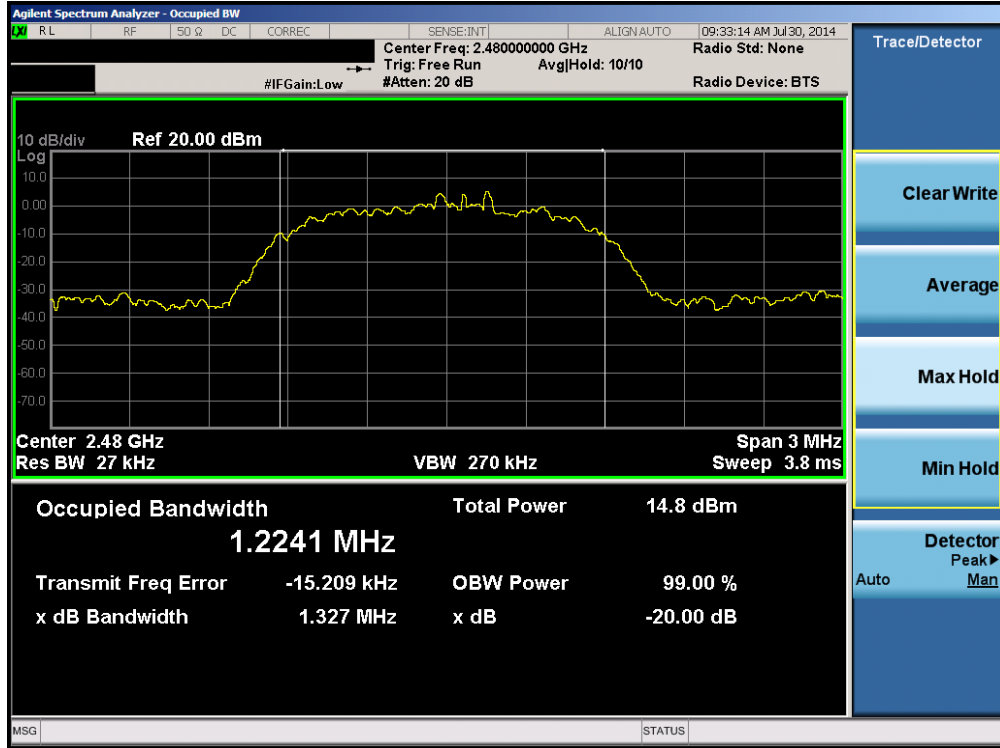 Agilent Spectrum Analyzer - Occupied BW
LXI RL RF 50 Ω DC CORREC SENSE:INT ALIGN AUTO 09:33:14 AM Jul 30, 2014
Center Freq: 2.480000000 GHz Radio Std: None
Trig: Free Run Avg|Hold: 10/10
#IFGain:Low #Atten: 20 dB Radio Device: BTS
Trace/Detector
10 dB/div Ref 20.00 dBm
Log
10.0
0.00
-10.0
-20.0
-30.0
-40.0
-50.0
-60.0
-70.0
Center 2.48 GHz Span 3 MHz
Res BW 27 kHz VBW 270 kHz Sweep 3.8 ms
Occupied Bandwidth Total Power 14.8 dBm
1.2241 MHz
Transmit Freq Error -15.209 kHz OBW Power 99.00 %
x dB Bandwidth 1.327 MHz x dB -20.00 dB
Clear Write
Average
Max Hold
Min Hold
Detector
Peak▶
Auto Man
MSG STATUS